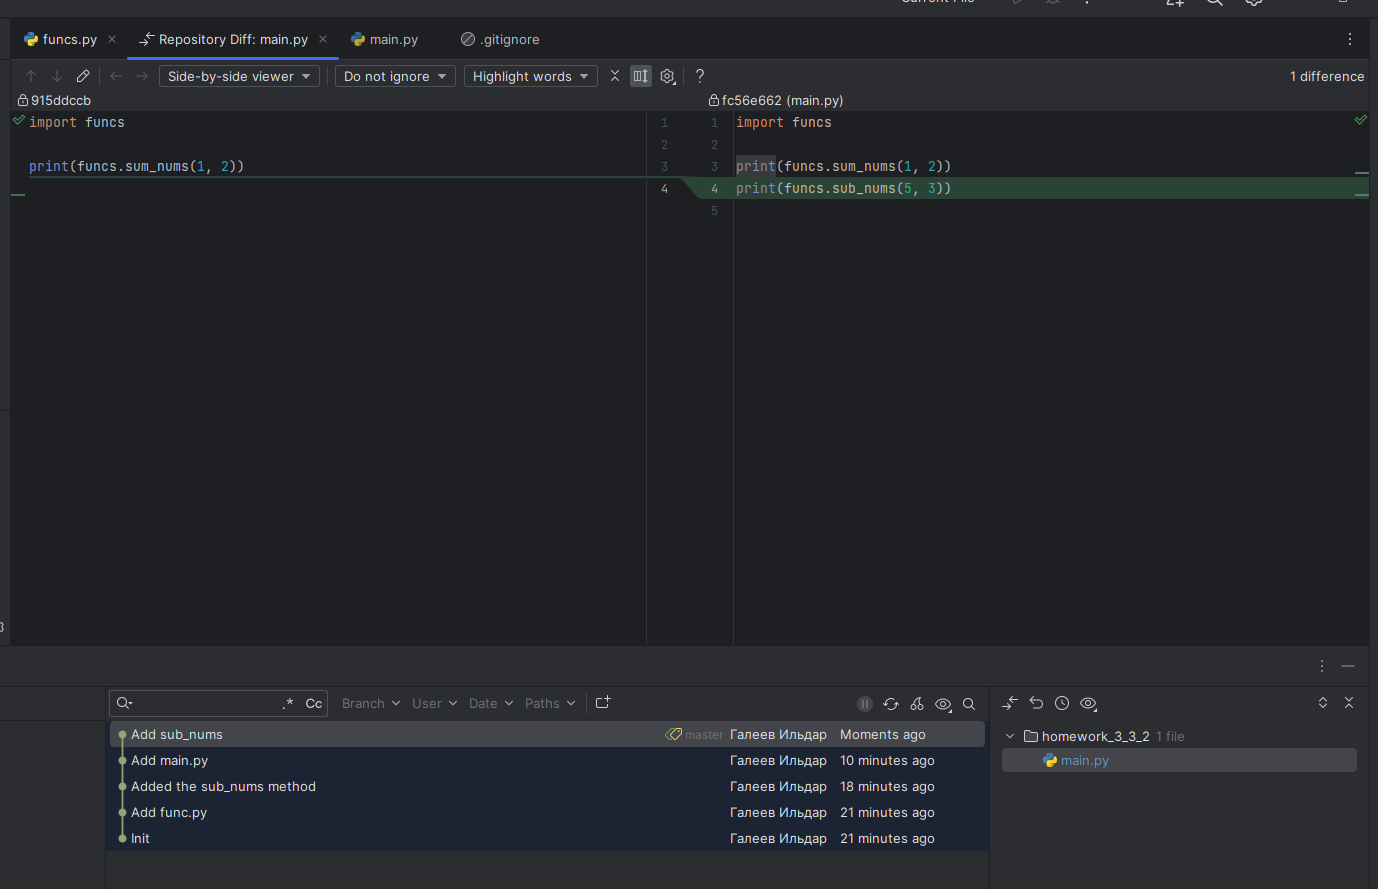 funcs.py
Repository Diff: main.py
main.py
.gitignore
Side-by-side viewer
Do not ignore
Highlight words
?
1 difference
915ddccb
fc56e662 (main.py)
import funcs
print(funcs.sum_nums(1, 2))
1
2
3
4
1 import funcs
2
3 print(funcs.sum_nums(1, 2))
4 print(funcs.sub_nums(5, 3))
5
.* Cc
Branch
User
Date
Paths
Add sub_nums master Галеев Ильдар Moments ago
Add main.py Галеев Ильдар 10 minutes ago
Added the sub_nums method Галеев Ильдар 18 minutes ago
Add func.py Галеев Ильдар 21 minutes ago
Init Галеев Ильдар 21 minutes ago
homework_3_3_2 1 file
main.py